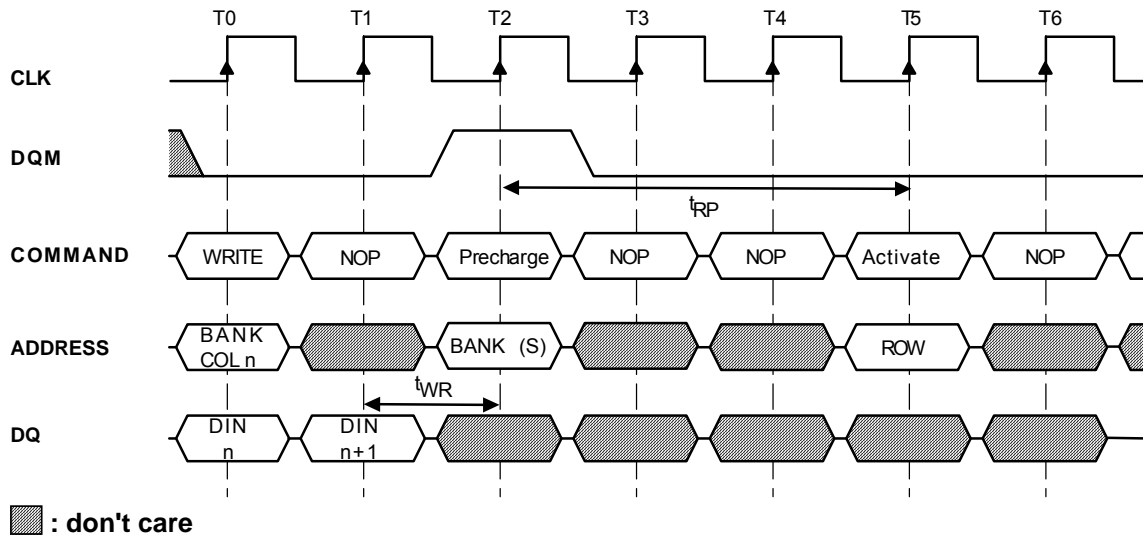 T0 T1 T2 T3 T4 T5 T6
CLK
DQM
tRP
COMMAND WRITE NOP Precharge NOP NOP Activate NOP
ADDRESS BANK COL n BANK (S) ROW
tWR
DQ DIN n DIN n+1
: don't care